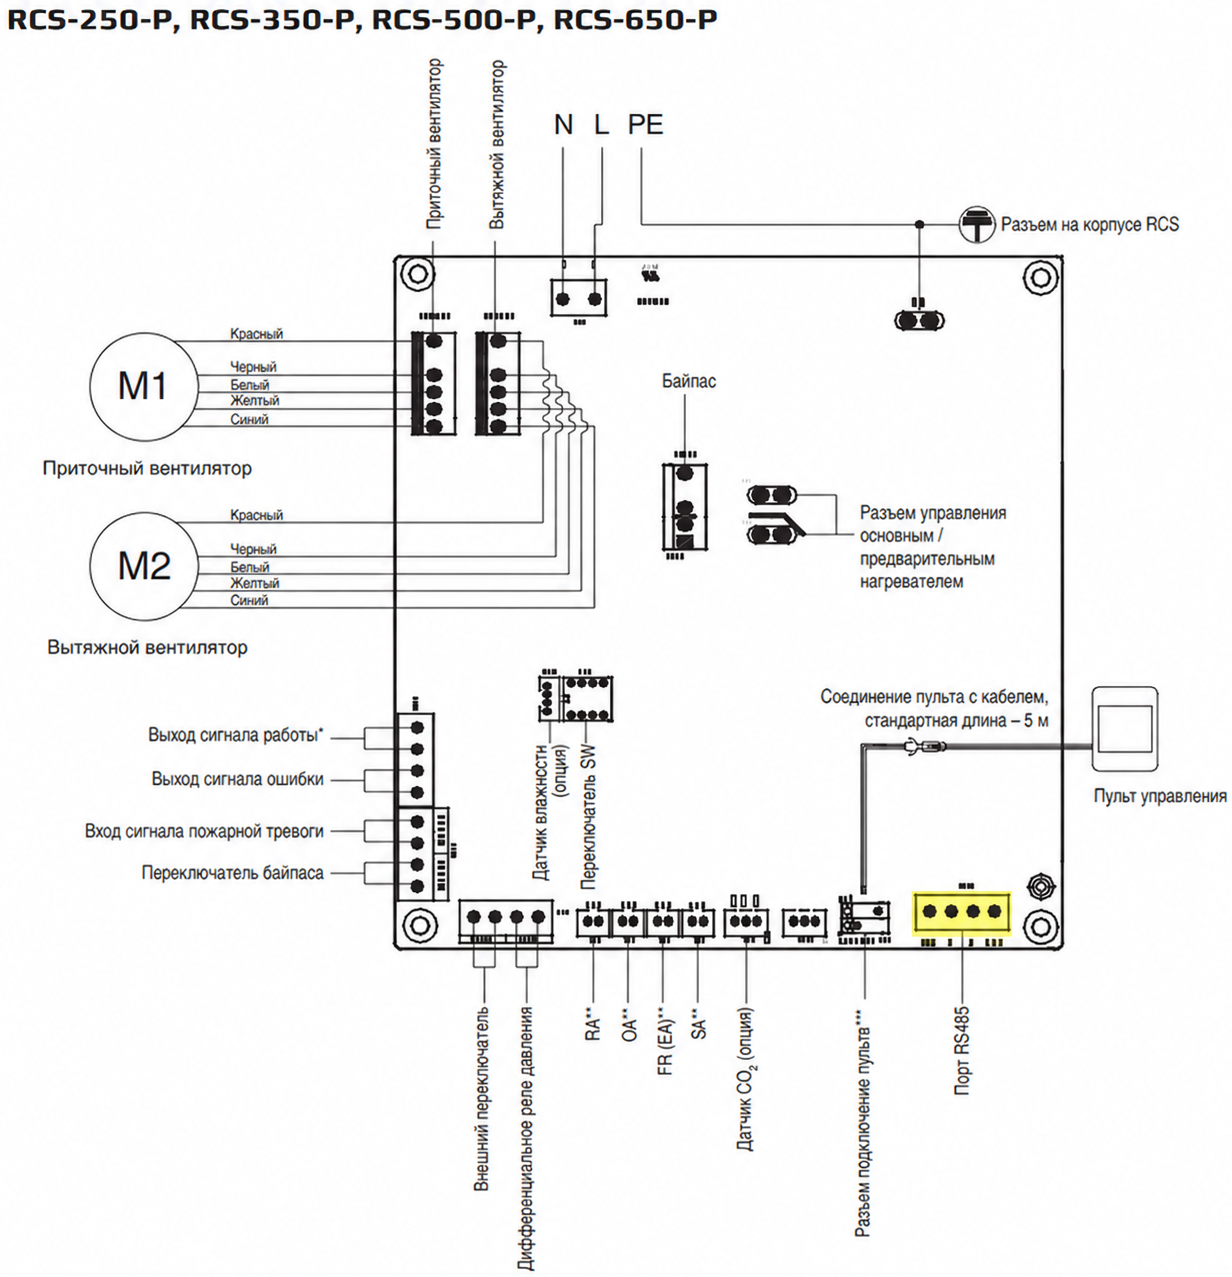 RCS-250-P, RCS-350-P, RCS-500-P, RCS-650-P
Приточный вентилятор
Вытяжной вентилятор
N L PE
Разъем на корпусе RCS
Красный
Черный
Белый
Желтый
Синий
M1
Приточный вентилятор
Байпас
Разъем управления
основным /
предварительным
нагревателем
Красный
Черный
Белый
Желтый
Синий
M2
Вытяжной вентилятор
Соединение пульта с кабелем,
стандартная длина – 5 м
Пульт управления
Выход сигнала работы*
Выход сигнала ошибки
Вход сигнала пожарной тревоги
Переключатель байпаса
Датчик влажностн
(опция)
Переключатель SW
Внешний переключатель
Дифференциальное реле давления
RA**
OA**
FR (EA)**
SA**
Датчик CO2 (опция)
Разъем подключение пультв***
Порт RS485